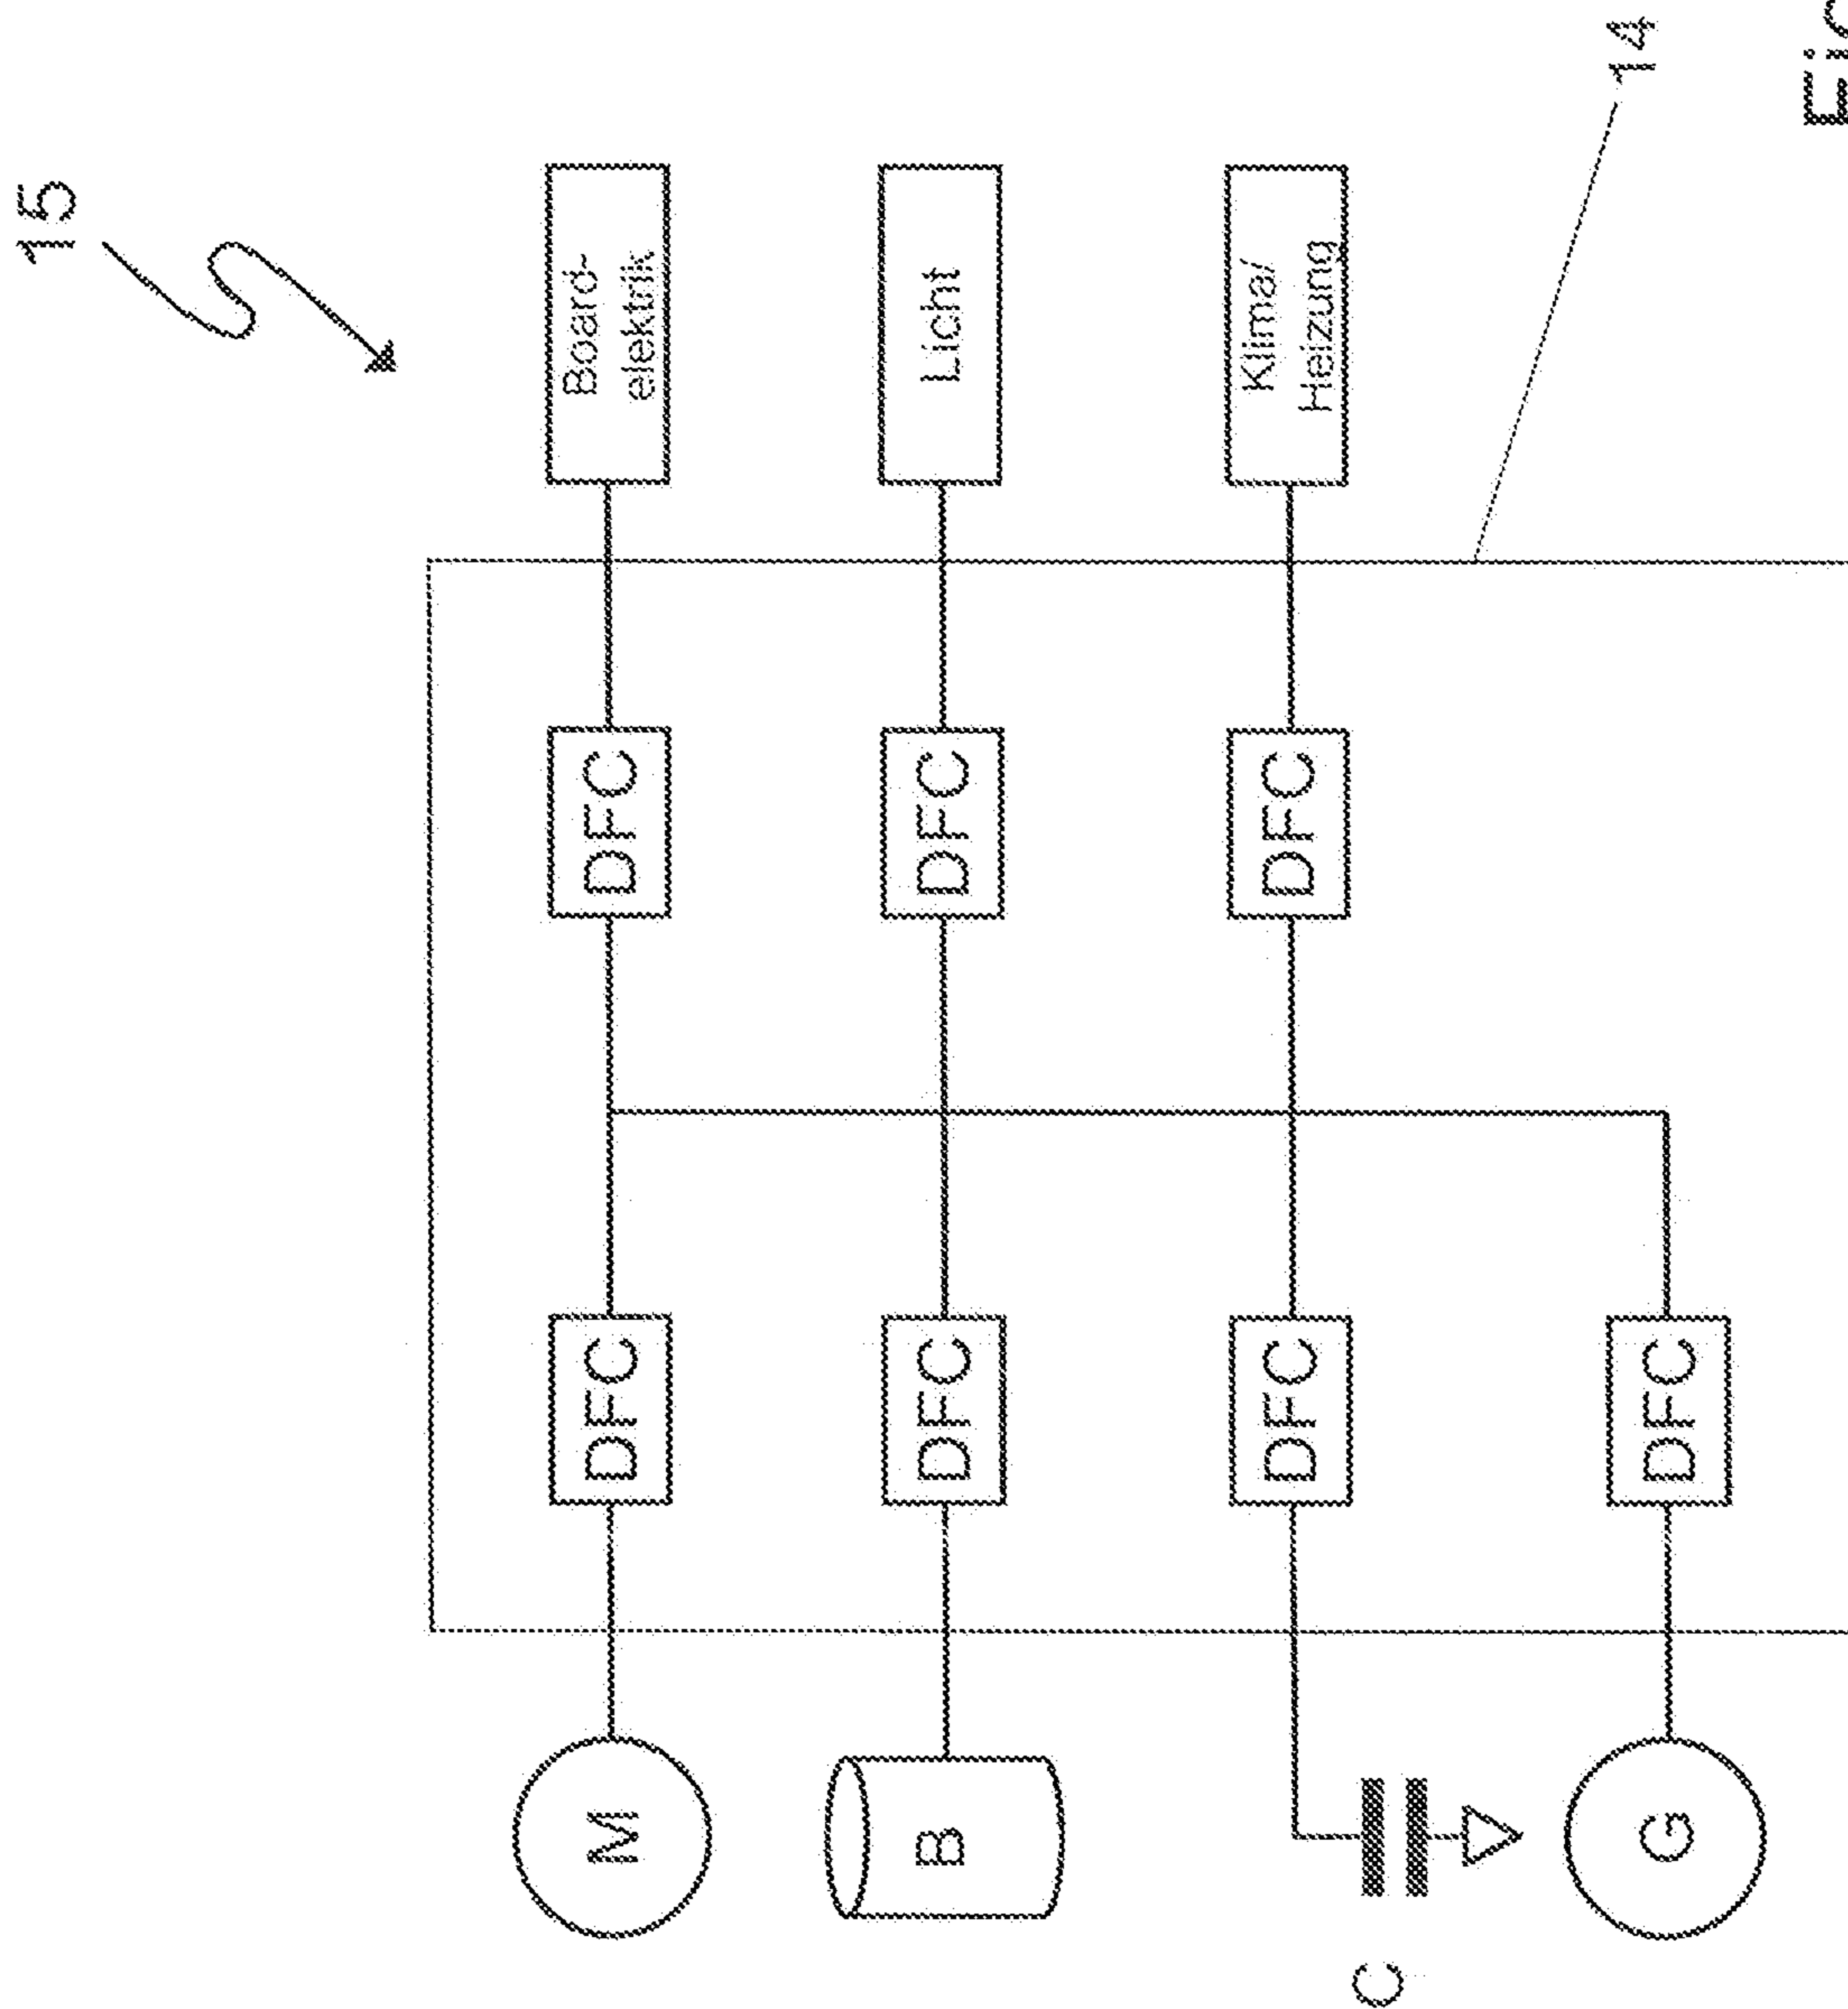 15
M
DFC
DFC
Board-
elektrik
B
DFC
DFC
Licht
C
DFC
DFC
Klima/
Heizung
G
DFC
14